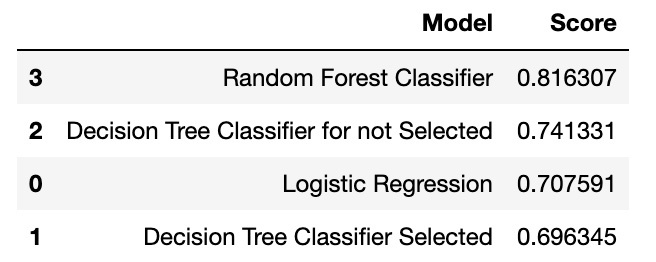 Model Score
3 Random Forest Classifier 0.816307
2 Decision Tree Classifier for not Selected 0.741331
0 Logistic Regression 0.707591
1 Decision Tree Classifier Selected 0.696345